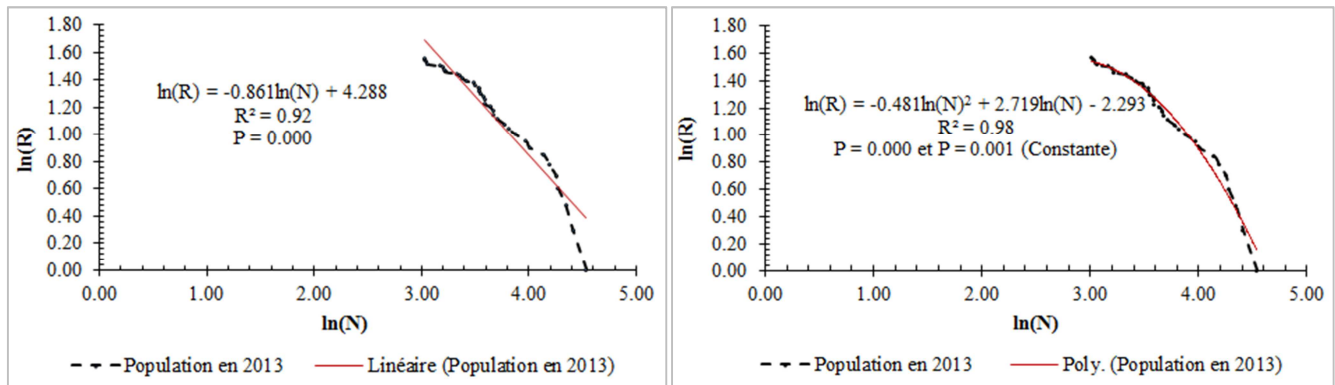 1.80
1.60
1.40
1.20
1.00
0.80
0.60
0.40
0.20
0.00
ln(R)
ln(R) = -0.861ln(N) + 4.288
R² = 0.92
P = 0.000
0.00 1.00 2.00 3.00 4.00 5.00
ln(N)
Population en 2013 Linéaire (Population en 2013)
1.80
1.60
1.40
1.20
1.00
0.80
0.60
0.40
0.20
0.00
ln(R)
ln(R) = -0.481ln(N)² + 2.719ln(N) - 2.293
R² = 0.98
P = 0.000 et P = 0.001 (Constante)
0.00 1.00 2.00 3.00 4.00 5.00
ln(N)
Population en 2013 Poly. (Population en 2013)